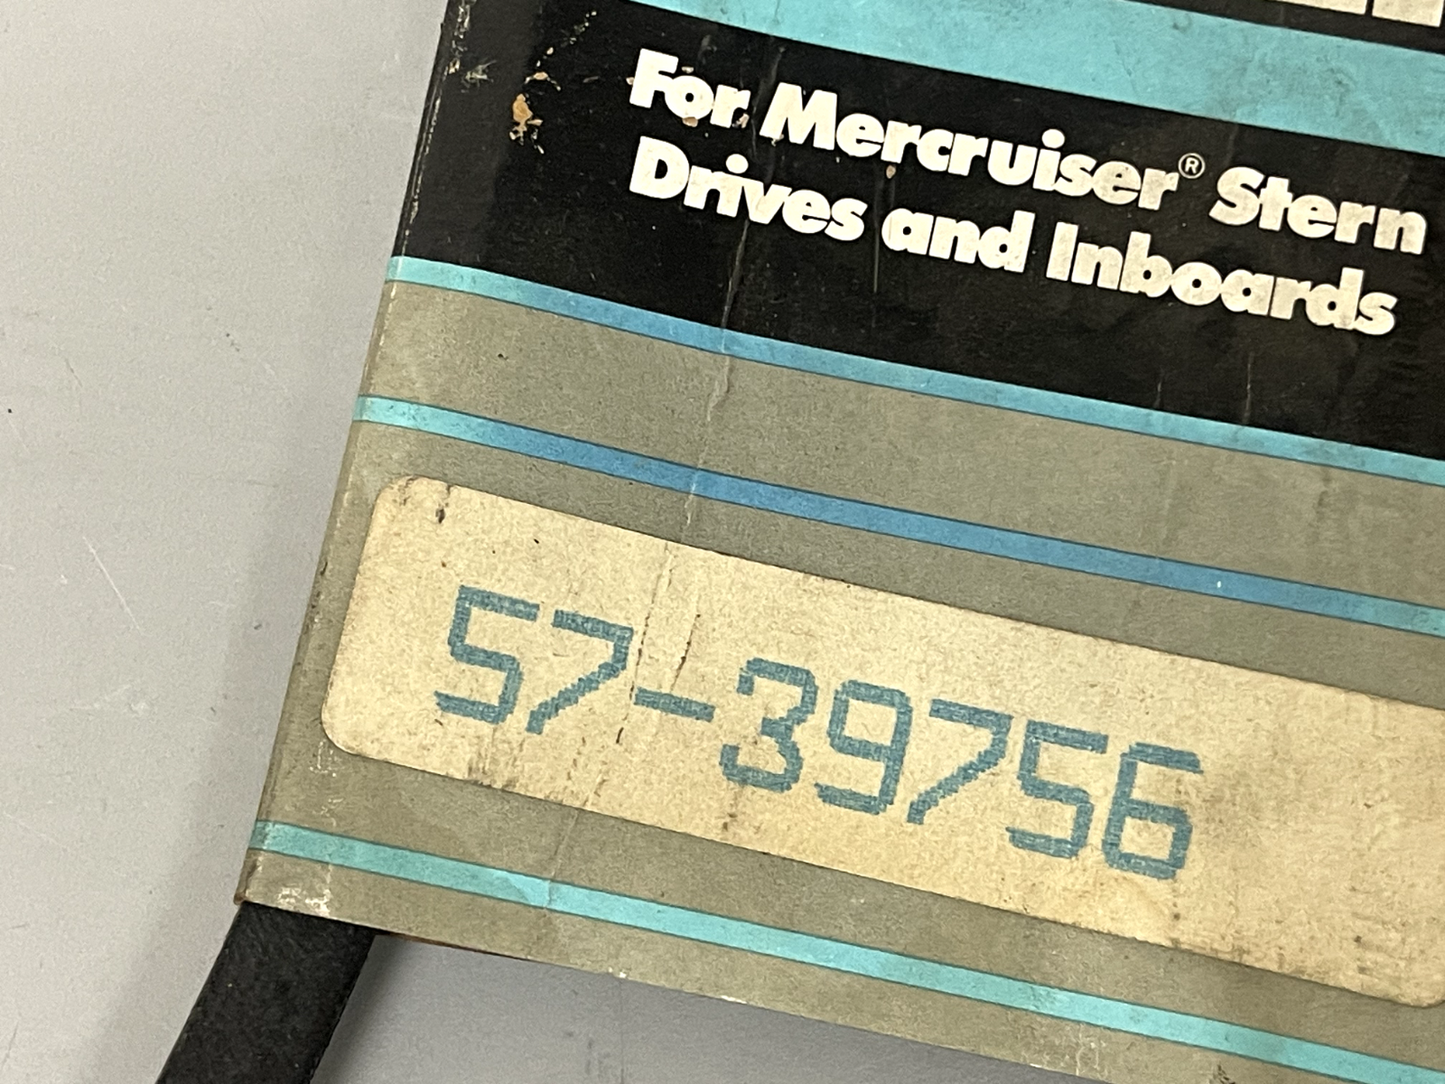 For Mercruiser® Stern
Drives and Inboards
57-39756